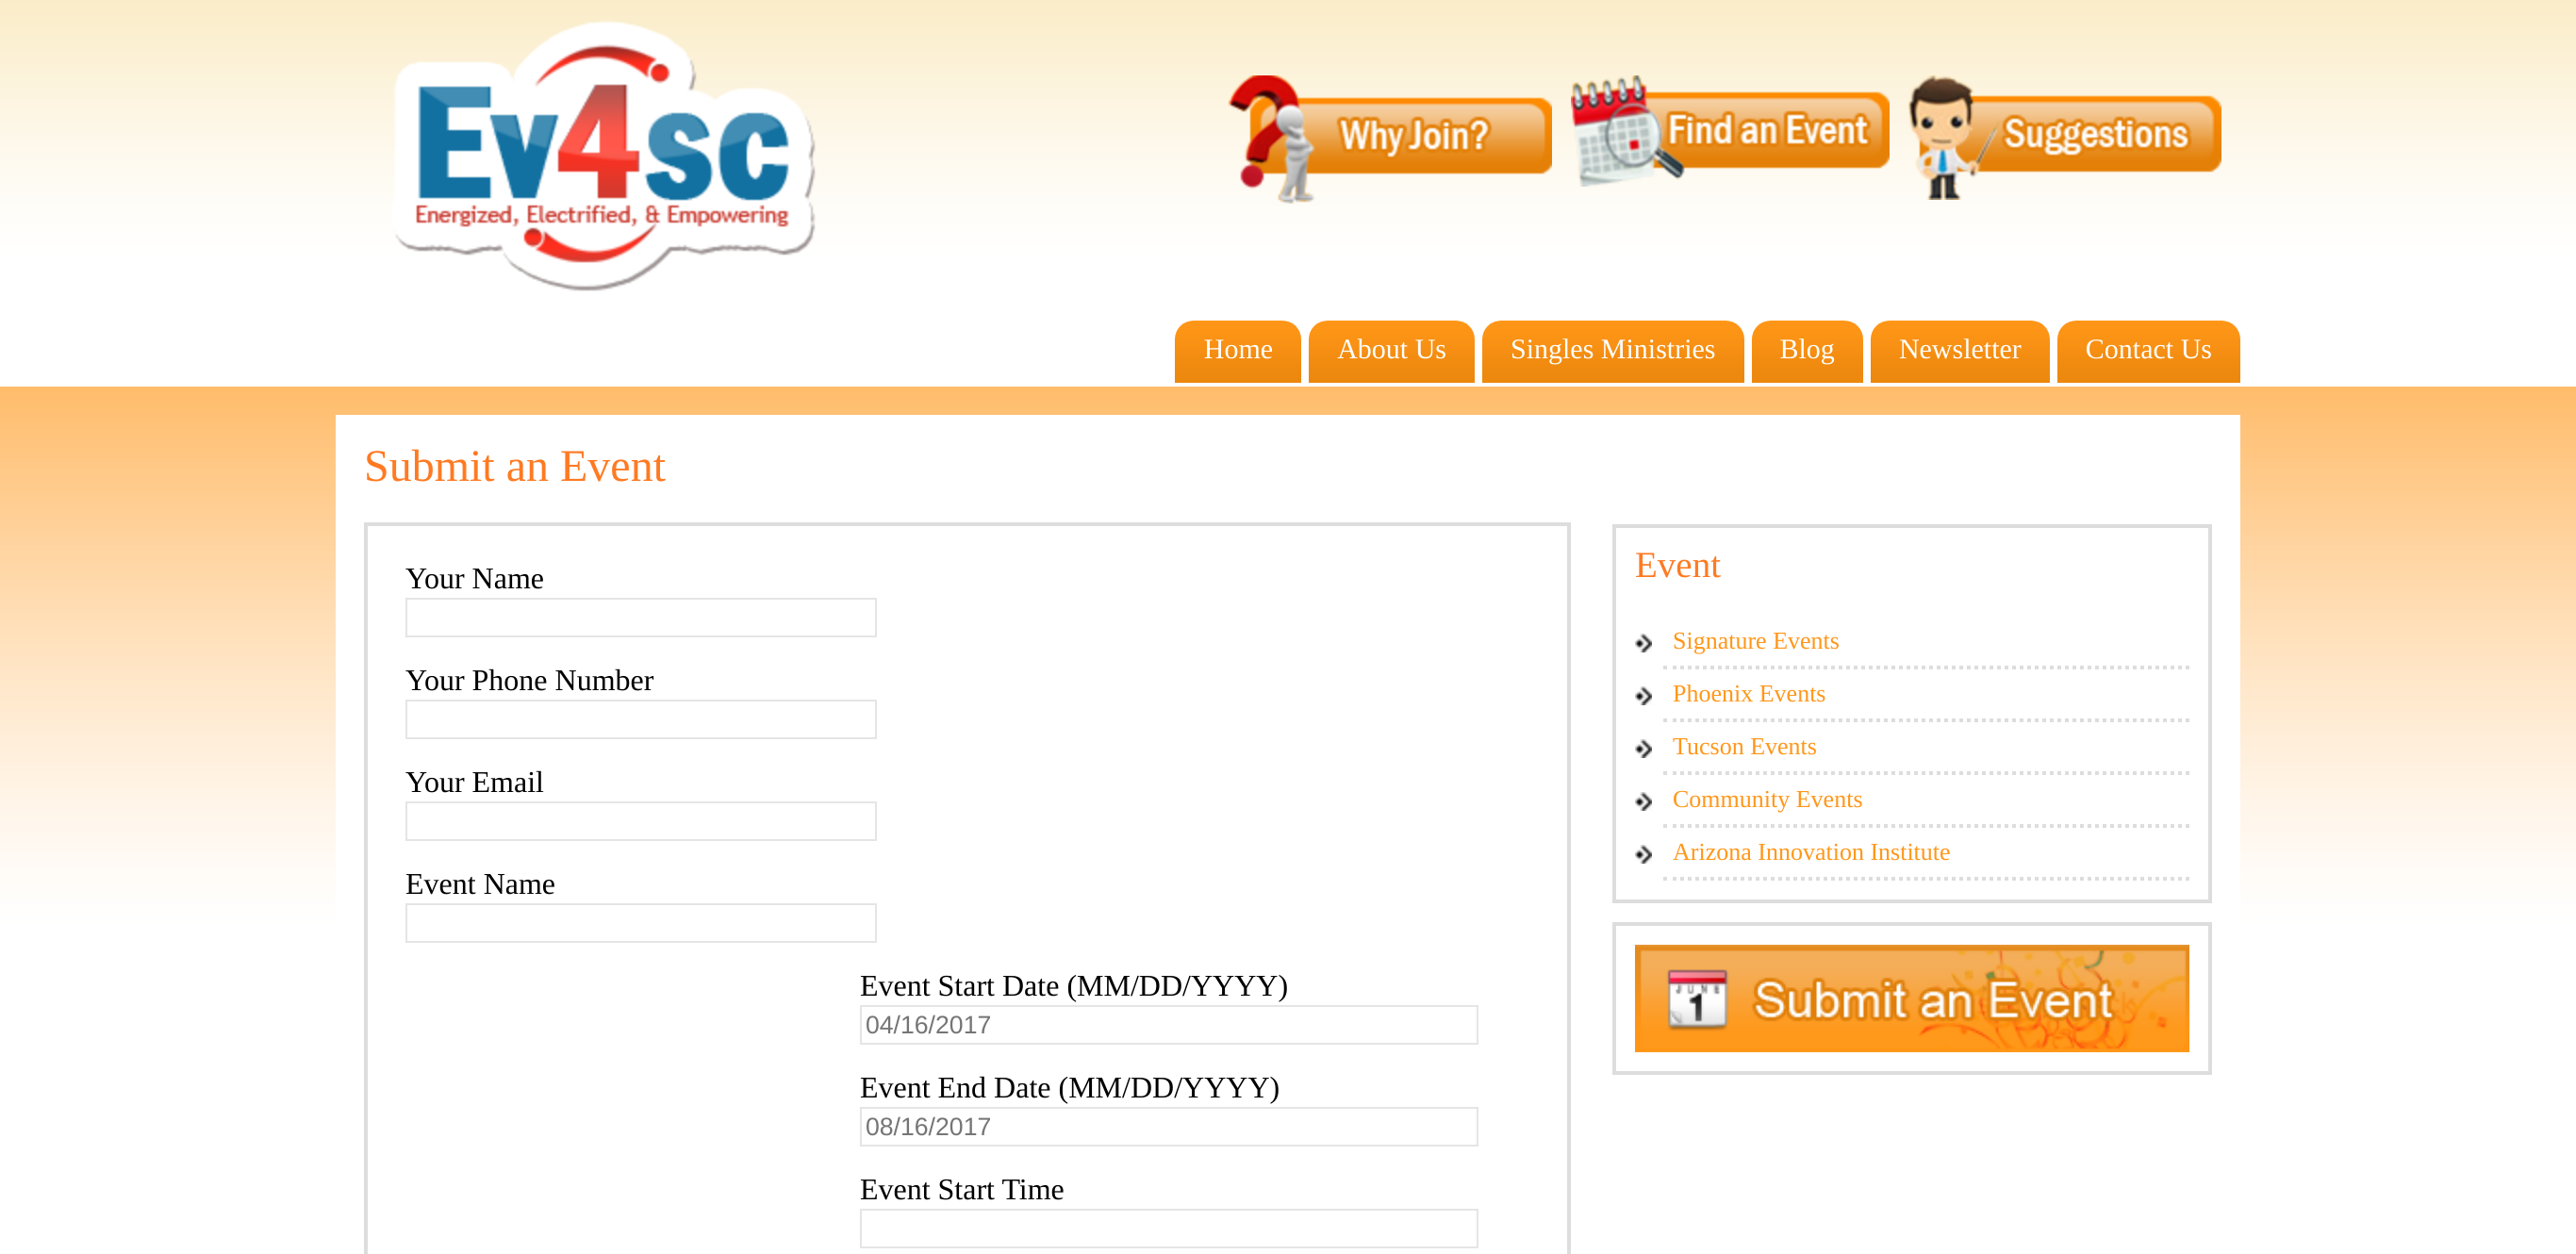 Ev4sc
Energized, Electrified, & Empowering
Why Join?
Find an Event
Suggestions
Home
About Us
Singles Ministries
Blog
Newsletter
Contact Us
Submit an Event
Your Name
Your Phone Number
Your Email
Event Name
Event Start Date (MM/DD/YYYY)
04/16/2017
Event End Date (MM/DD/YYYY)
08/16/2017
Event Start Time
Event
Signature Events
Phoenix Events
Tucson Events
Community Events
Arizona Innovation Institute
JUNE
1
Submit an Event